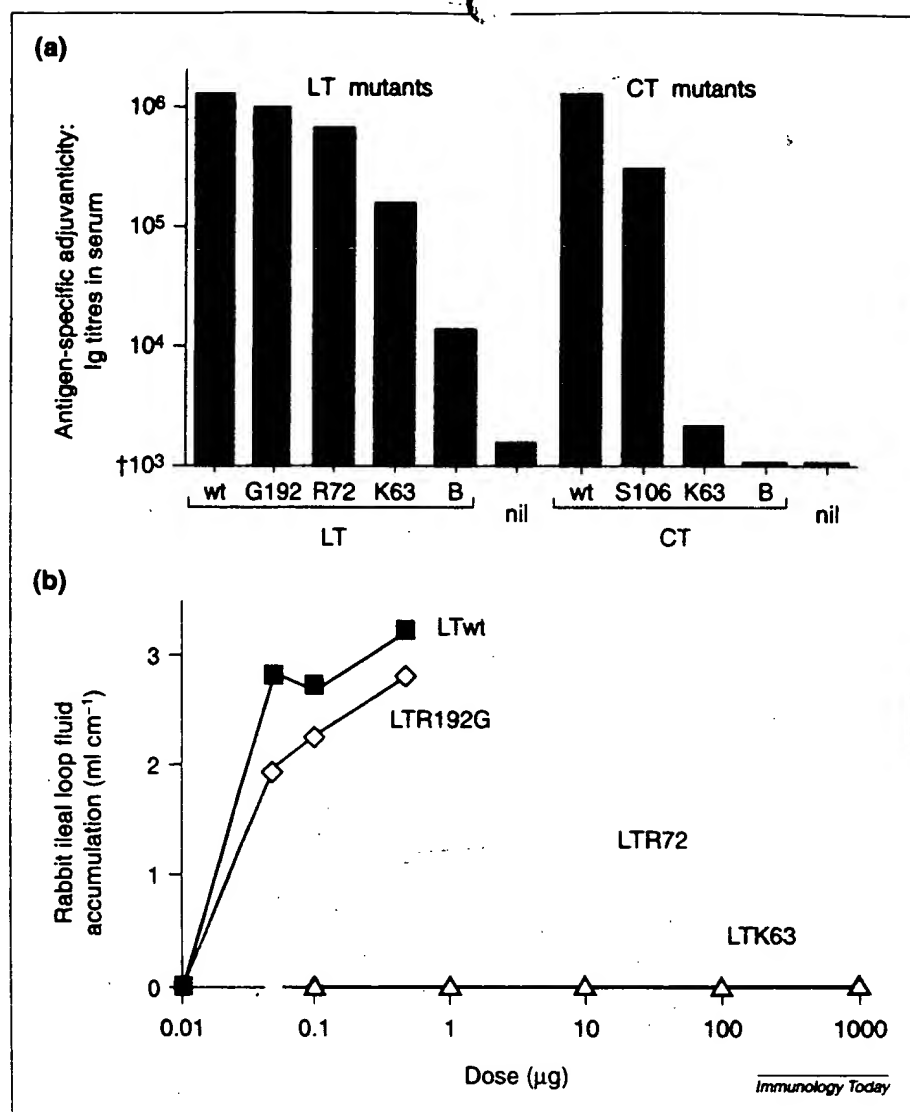 (a)
LT mutants
CT mutants
Antigen-specific adjuvanticity:
Ig titres in serum
10⁶
10⁵
10⁴
†10³
wt G192 R72 K63 B nil wt S106 K63 B nil
LT
CT
(b)
Rabbit ileal loop fluid
accumulation (ml cm⁻¹)
3
2
1
0
LTwt
LTR192G
LTR72
LTK63
0.01 0.1 1 10 100 1000
Dose (μg)
Immunology Today